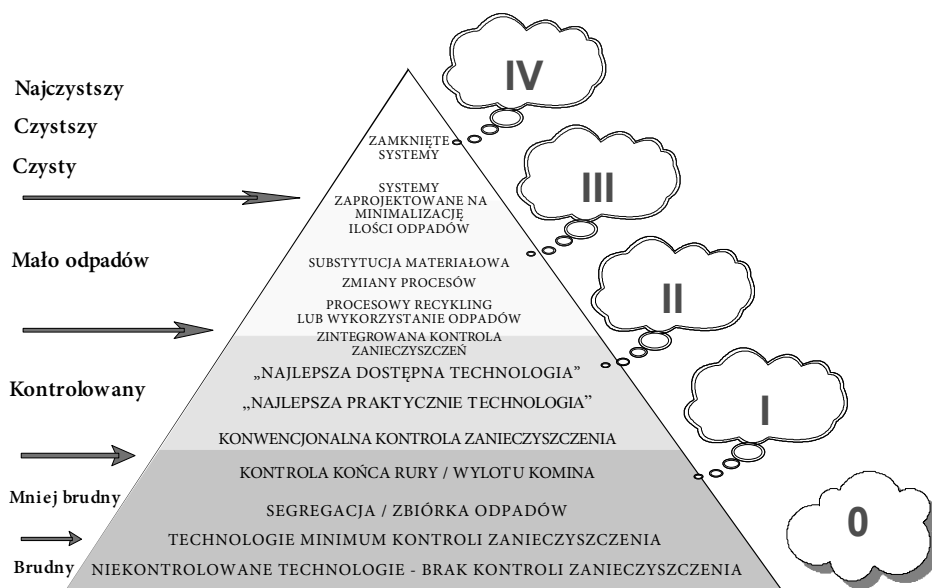 IV
Najczystszy
Czystszy
ZAMKNIĘTE
SYSTEMY
Czysty
III
SYSTEMY
ZAPROJEKTOWANE NA
MINIMALIZACJĘ
ILOŚCI ODPADÓW
Mało odpadów
SUBSTYTUCJA MATERIAŁOWA
ZMIANY PROCESÓW
II
PROCESOWY RECYKLING
LUB WYKORZYSTANIE ODPADÓW
ZINTEGROWANA KONTROLA
ZANIECZYSZCZEŃ
„NAJLEPSZA DOSTĘPNA TECHNOLOGIA”
Kontrolowany
„NAJLEPSZA PRAKTYCZNIE TECHNOLOGIA”
I
KONWENCJONALNA KONTROLA ZANIECZYSZCZENIA
KONTROLA KOŃCA RURY / WYLOTU KOMINA
Mniej brudny
SEGREGACJA / ZBIÓRKA ODPADÓW
0
TECHNOLOGIE MINIMUM KONTROLI ZANIECZYSZCZENIA
Brudny
NIEKONTROLOWANE TECHNOLOGIE - BRAK KONTROLI ZANIECZYSZCZENIA